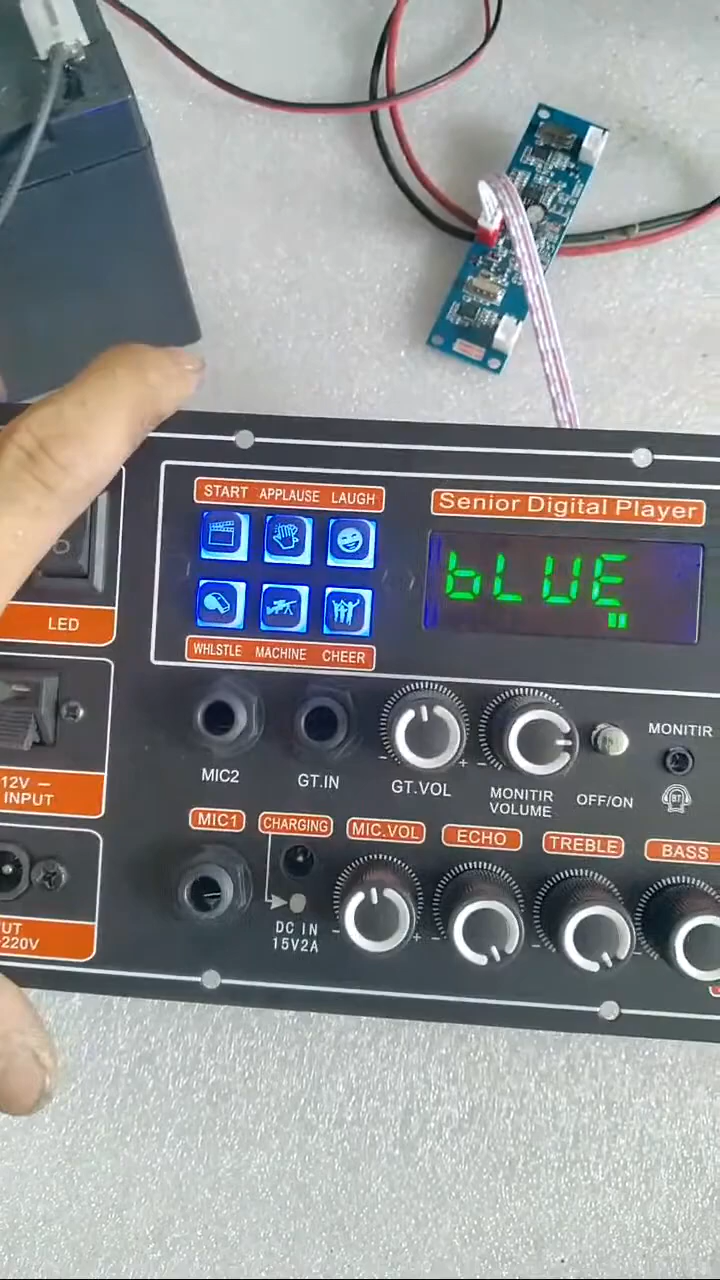 START APPLAUSE LAUGH
Senior Digital Player
bLUE
LED
WHLSTLE MACHINE CHEER
MONITIR
12V
INPUT
MIC2
GT.IN
- GT.VOL +
- MONITIR
VOLUME
OFF/ON
BT
MIC1
CHARGING
MIC.VOL
ECHO
TREBLE
BASS
220V
DC IN
15V2A